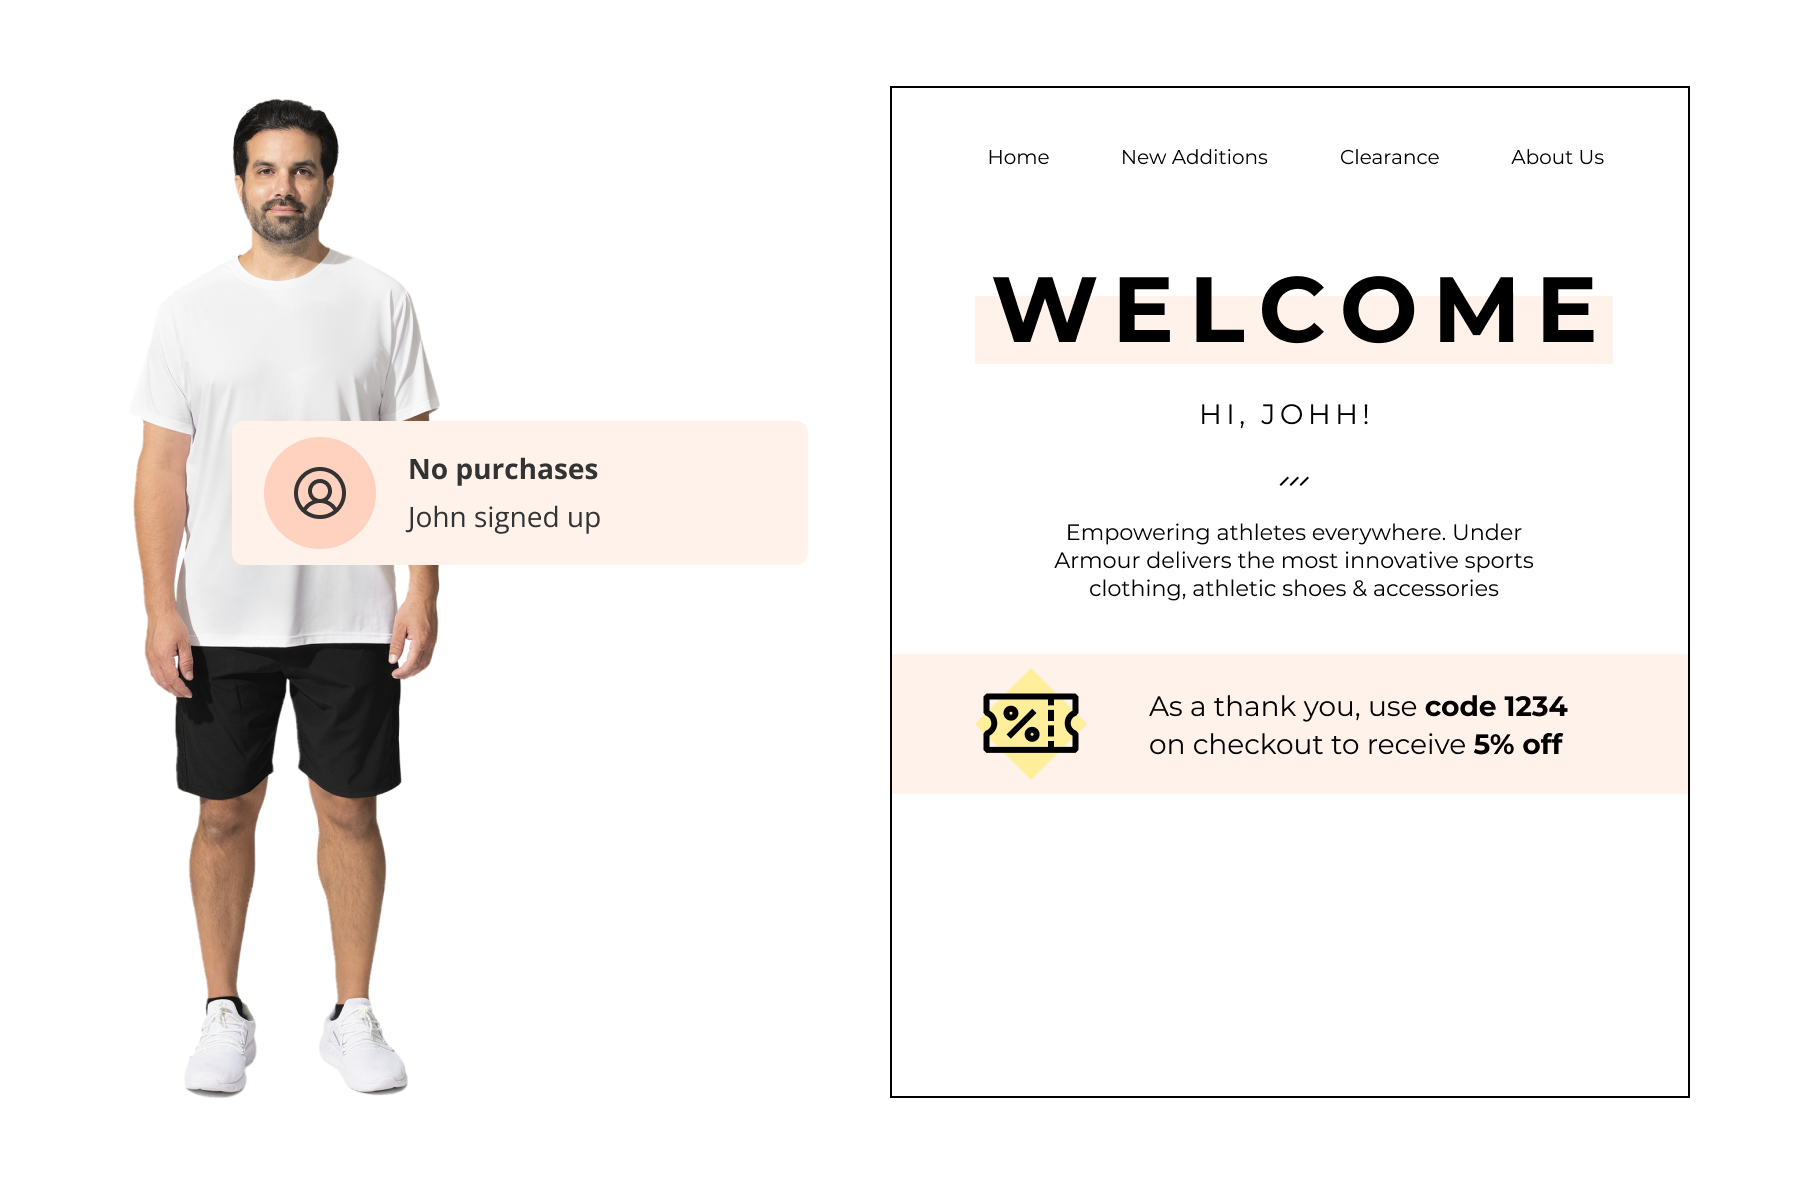 No purchases
John signed up
Home New Additions Clearance About Us
WELCOME
HI, JOHH!
Empowering athletes everywhere. Under
Armour delivers the most innovative sports
clothing, athletic shoes & accessories
%
As a thank you, use code 1234
on checkout to receive 5% off